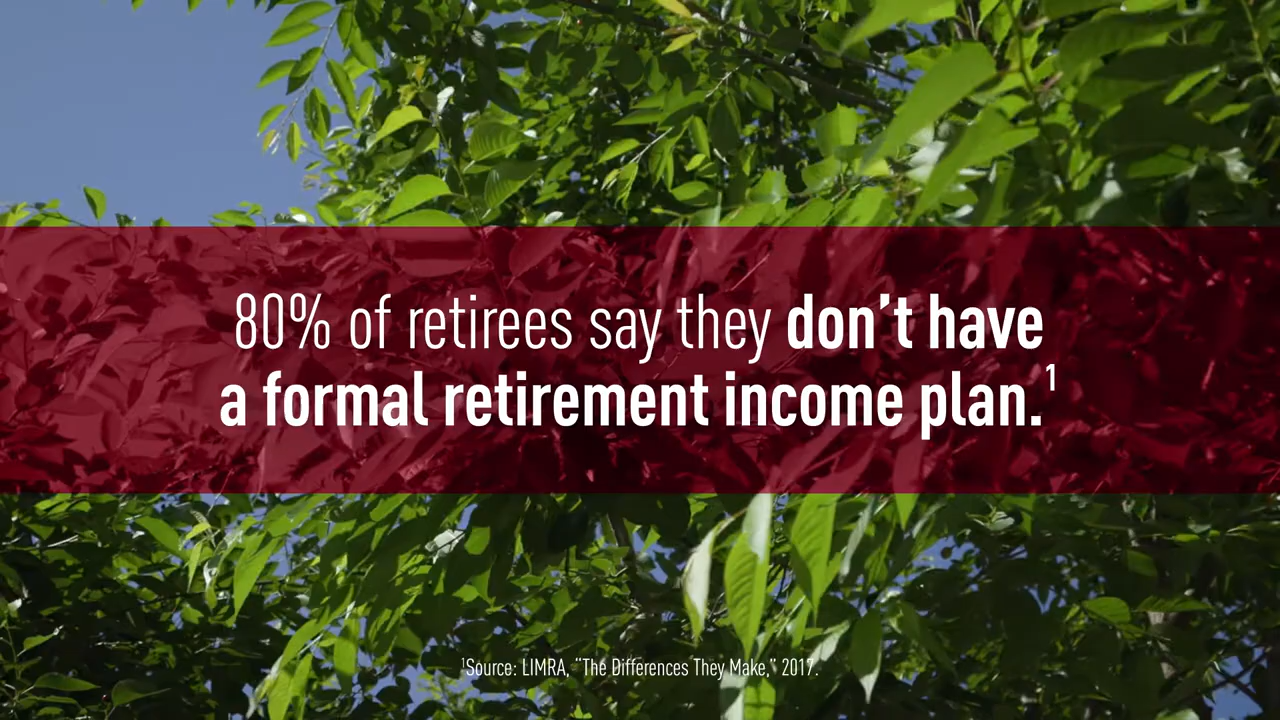 80% of retirees say they don't have
a formal retirement income plan.¹
¹Source: LIMRA, “The Differences They Make,” 2017.